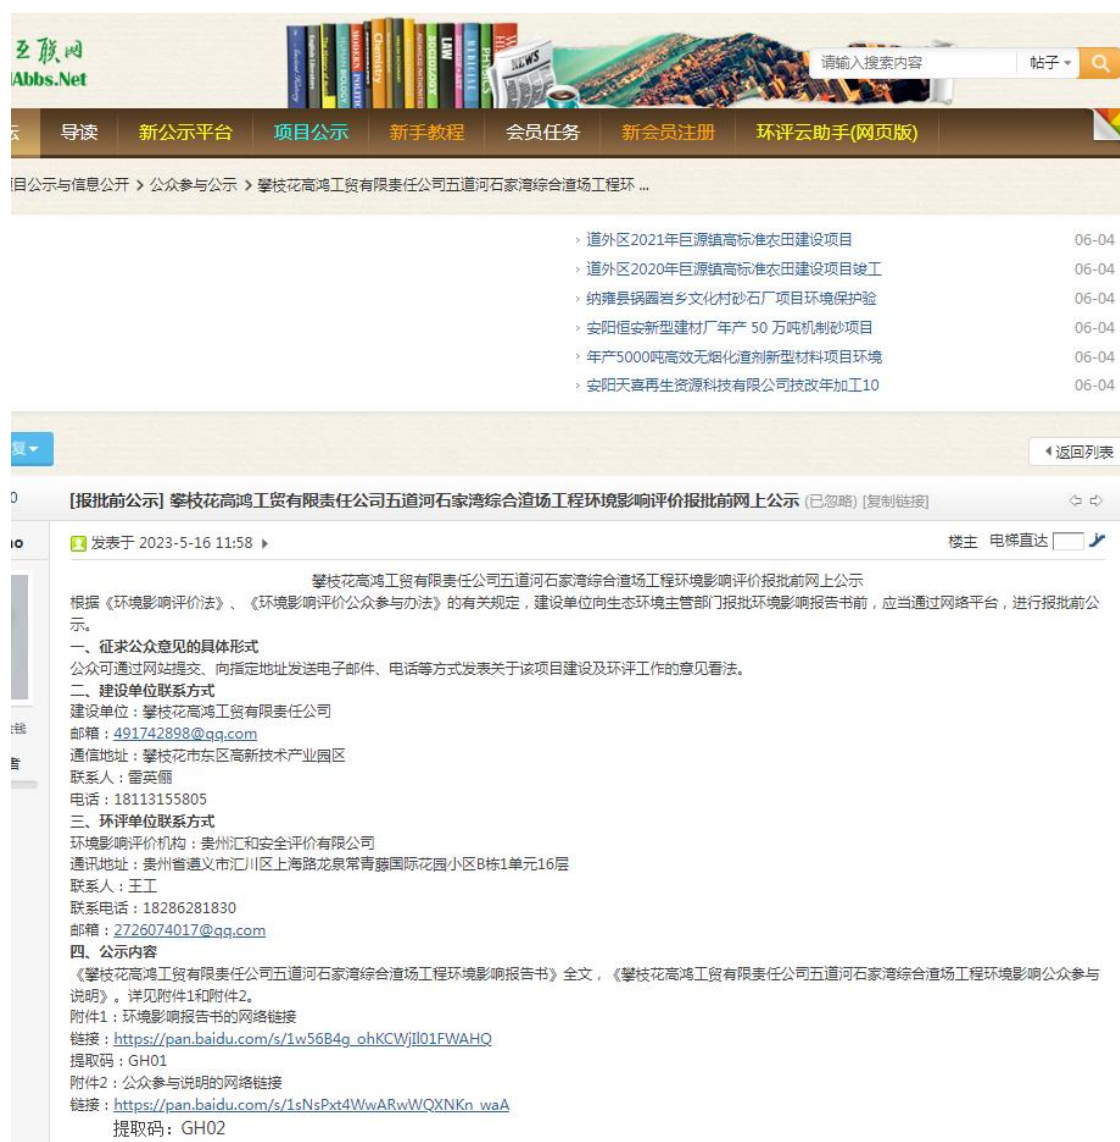 互联网
Abbs.Net
NEWS
请输入搜索内容
帖子
导读 新公示平台 项目公示 新手教程 会员任务 新会员注册 环评云助手(网页版)
目公示与信息公开 › 公众参与公示 › 攀枝花高鸿工贸有限责任公司五道河石家湾综合渣场工程环 ...
道外区2021年巨源镇高标准农田建设项目 06-04
道外区2020年巨源镇高标准农田建设项目竣工 06-04
纳雍县锅圈岩乡文化村砂石厂项目环境保护验 06-04
安阳恒安新型建材厂年产 50 万吨机制砂项目 06-04
年产5000吨高效无烟化渣剂新型材料项目环境 06-04
安阳天喜再生资源科技有限公司技改年加工10 06-04
复
返回列表
[报批前公示] 攀枝花高鸿工贸有限责任公司五道河石家湾综合渣场工程环境影响评价报批前网上公示 (已忽略) [复制链接]
发表于 2023-5-16 11:58
楼主 电梯直达
攀枝花高鸿工贸有限责任公司五道河石家湾综合渣场工程环境影响评价报批前网上公示
根据《环境影响评价法》、《环境影响评价公众参与办法》的有关规定，建设单位向生态环境主管部门报批环境影响报告书前，应当通过网络平台，进行报批前公
示。
一、征求公众意见的具体形式
公众可通过网站提交、向指定地址发送电子邮件、电话等方式发表关于该项目建设及环评工作的意见看法。
二、建设单位联系方式
建设单位：攀枝花高鸿工贸有限责任公司
邮箱：491742898@qq.com
通信地址：攀枝花市东区高新技术产业园区
联系人：雷英俪
电话：18113155805
三、环评单位联系方式
环境影响评价机构：贵州汇和安全评价有限公司
通讯地址：贵州省遵义市汇川区上海路龙泉常青藤国际花园小区B栋1单元16层
联系人：王工
联系电话：18286281830
邮箱：2726074017@qq.com
四、公示内容
《攀枝花高鸿工贸有限责任公司五道河石家湾综合渣场工程环境影响报告书》全文，《攀枝花高鸿工贸有限责任公司五道河石家湾综合渣场工程环境影响公众参与
说明》。详见附件1和附件2。
附件1：环境影响报告书的网络链接
链接：https://pan.baidu.com/s/1w56B4g_ohKCWjIl01FWAHQ
提取码：GH01
附件2：公众参与说明的网络链接
链接：https://pan.baidu.com/s/1sNsPxt4WwARwWQXNKn_waA
提取码：GH02